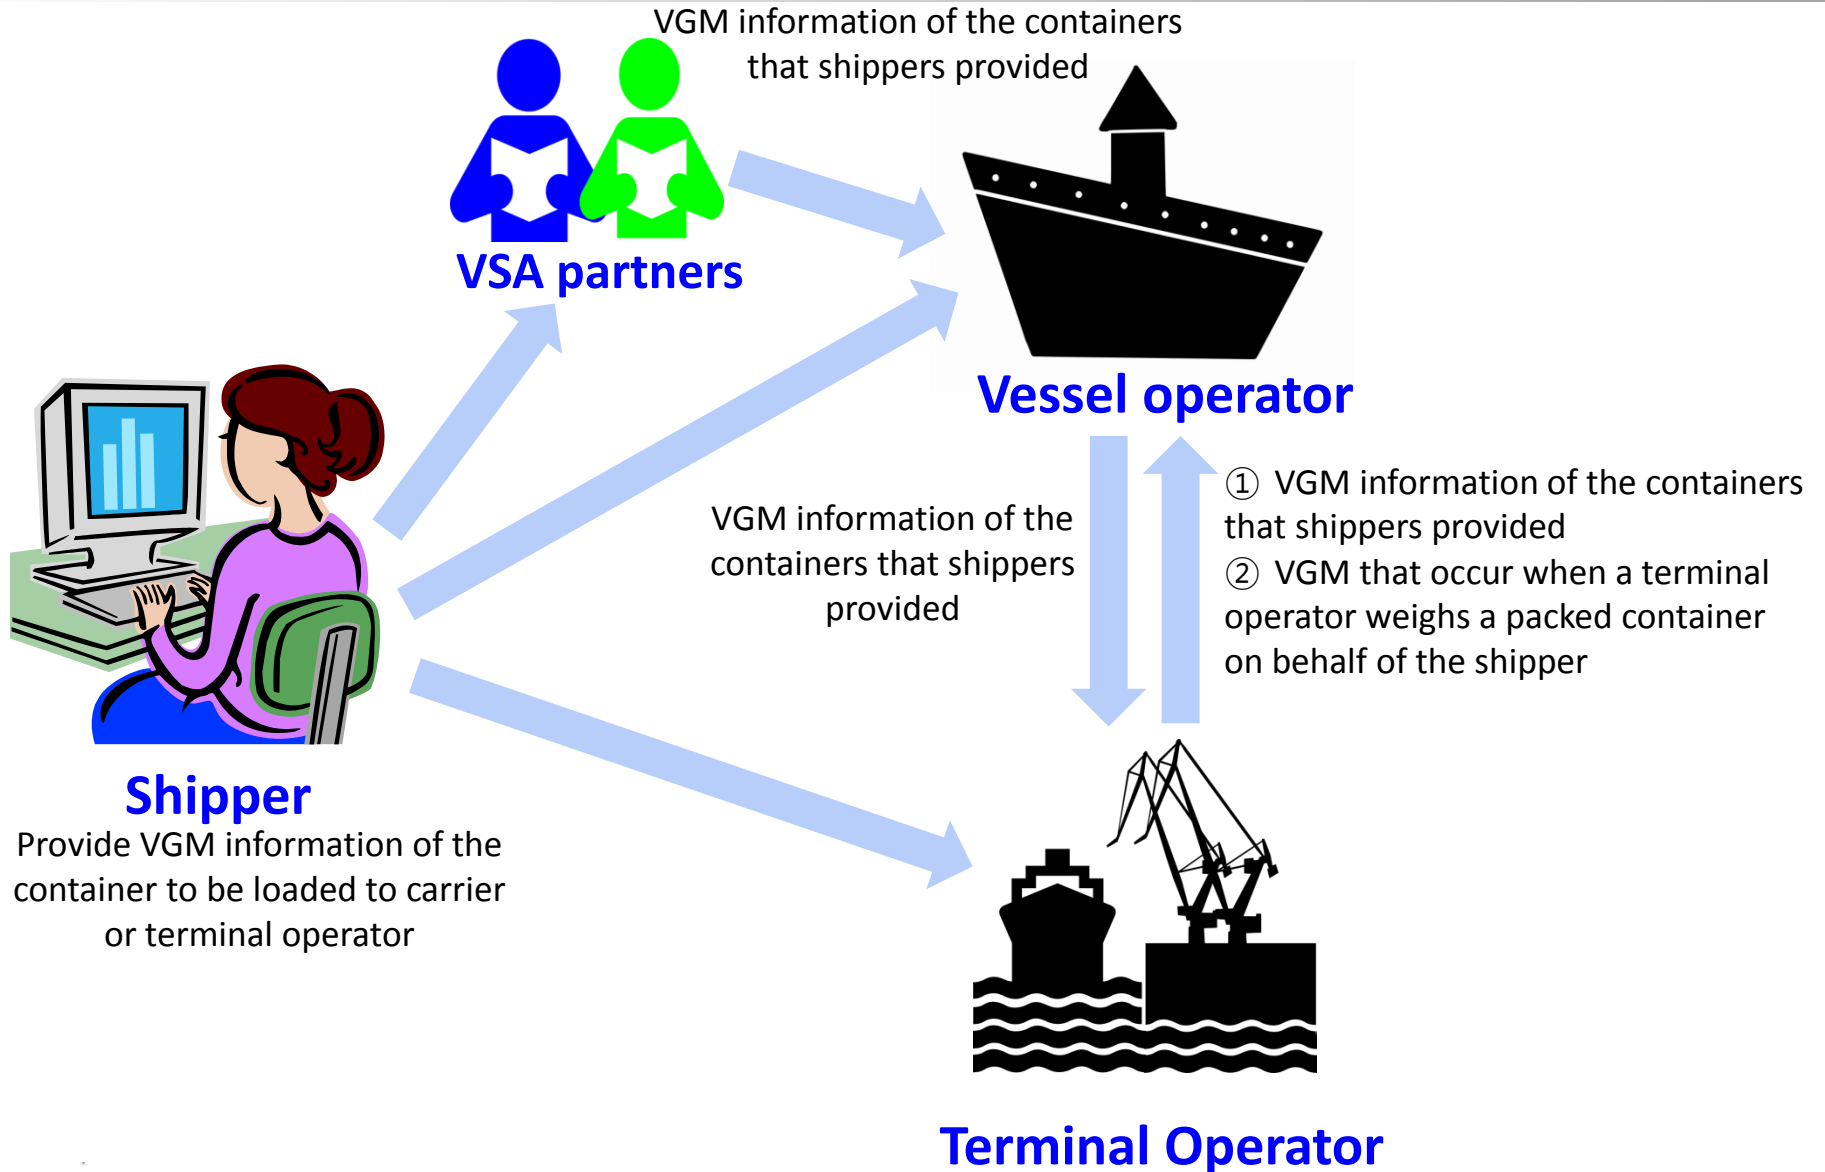 VGM information of the containers
that shippers provided
VSA partners
Vessel operator
VGM information of the
containers that shippers
provided
① VGM information of the containers
that shippers provided
② VGM that occur when a terminal
operator weighs a packed container
on behalf of the shipper
Shipper
Provide VGM information of the
container to be loaded to carrier
or terminal operator
Terminal Operator